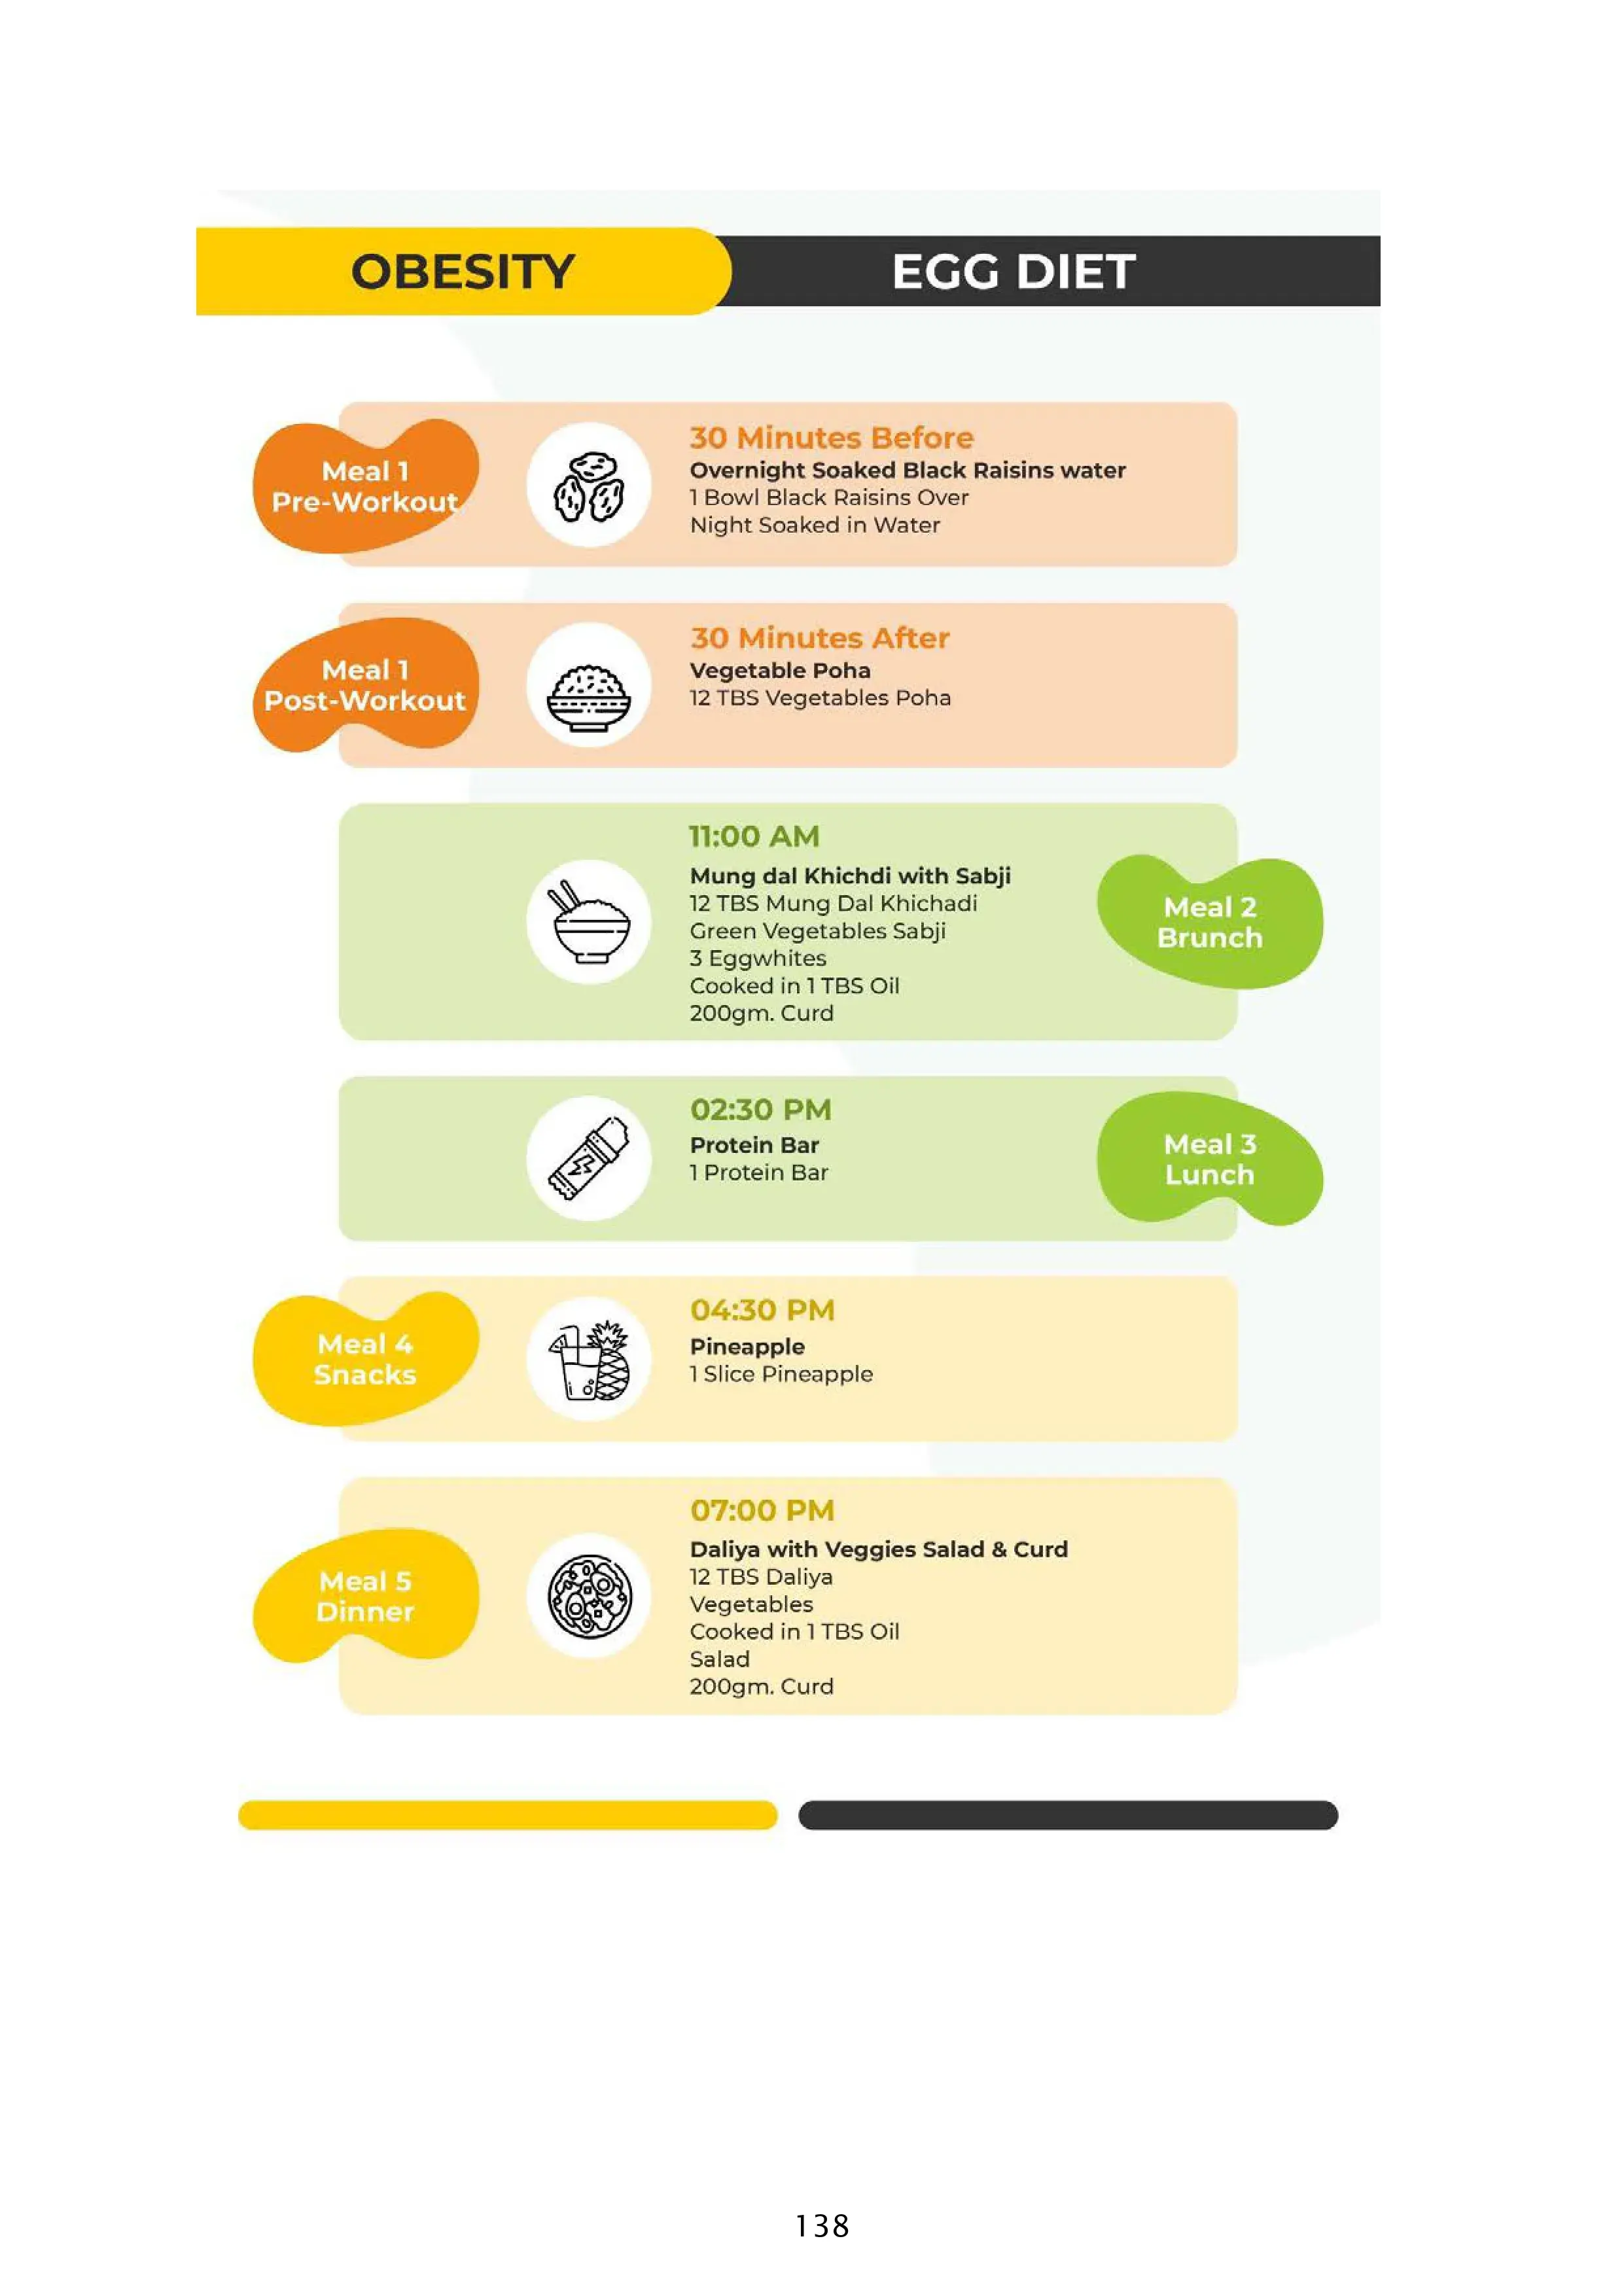 OBESITY
EGG DIET
Meal 1
Pre-Workout
30 Minutes Before
Overnight Soaked Black Raisins water
1 Bowl Black Raisins Over
Night Soaked in Water
Meal 1
Post-Workout
30 Minutes After
Vegetable Poha
12 TBS Vegetables Poha
11:00 AM
Mung dal Khichdi with Sabji
12 TBS Mung Dal Khichadi
Green Vegetables Sabji
3 Eggwhites
Cooked in 1 TBS Oil
200gm. Curd
Meal 2
Brunch
02:30 PM
Protein Bar
1 Protein Bar
Meal 3
Lunch
Meal 4
Snacks
04:30 PM
Pineapple
1 Slice Pineapple
Meal 5
Dinner
07:00 PM
Daliya with Veggies Salad & Curd
12 TBS Daliya
Vegetables
Cooked in 1 TBS Oil
Salad
200gm. Curd
138